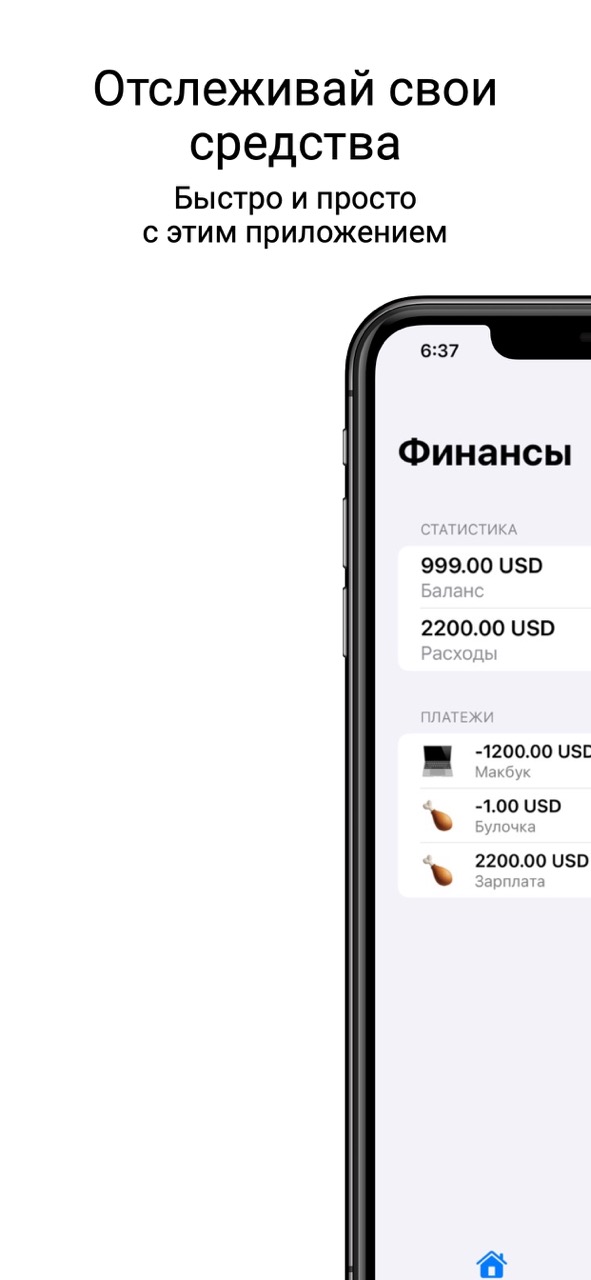 Отслеживай свои
средства
Быстро и просто
с этим приложением
6:37
Финансы
СТАТИСТИКА
999.00 USD
Баланс
2200.00 USD
Расходы
ПЛАТЕЖИ
-1200.00 USD
Макбук
-1.00 USD
Булочка
2200.00 USD
Зарплата